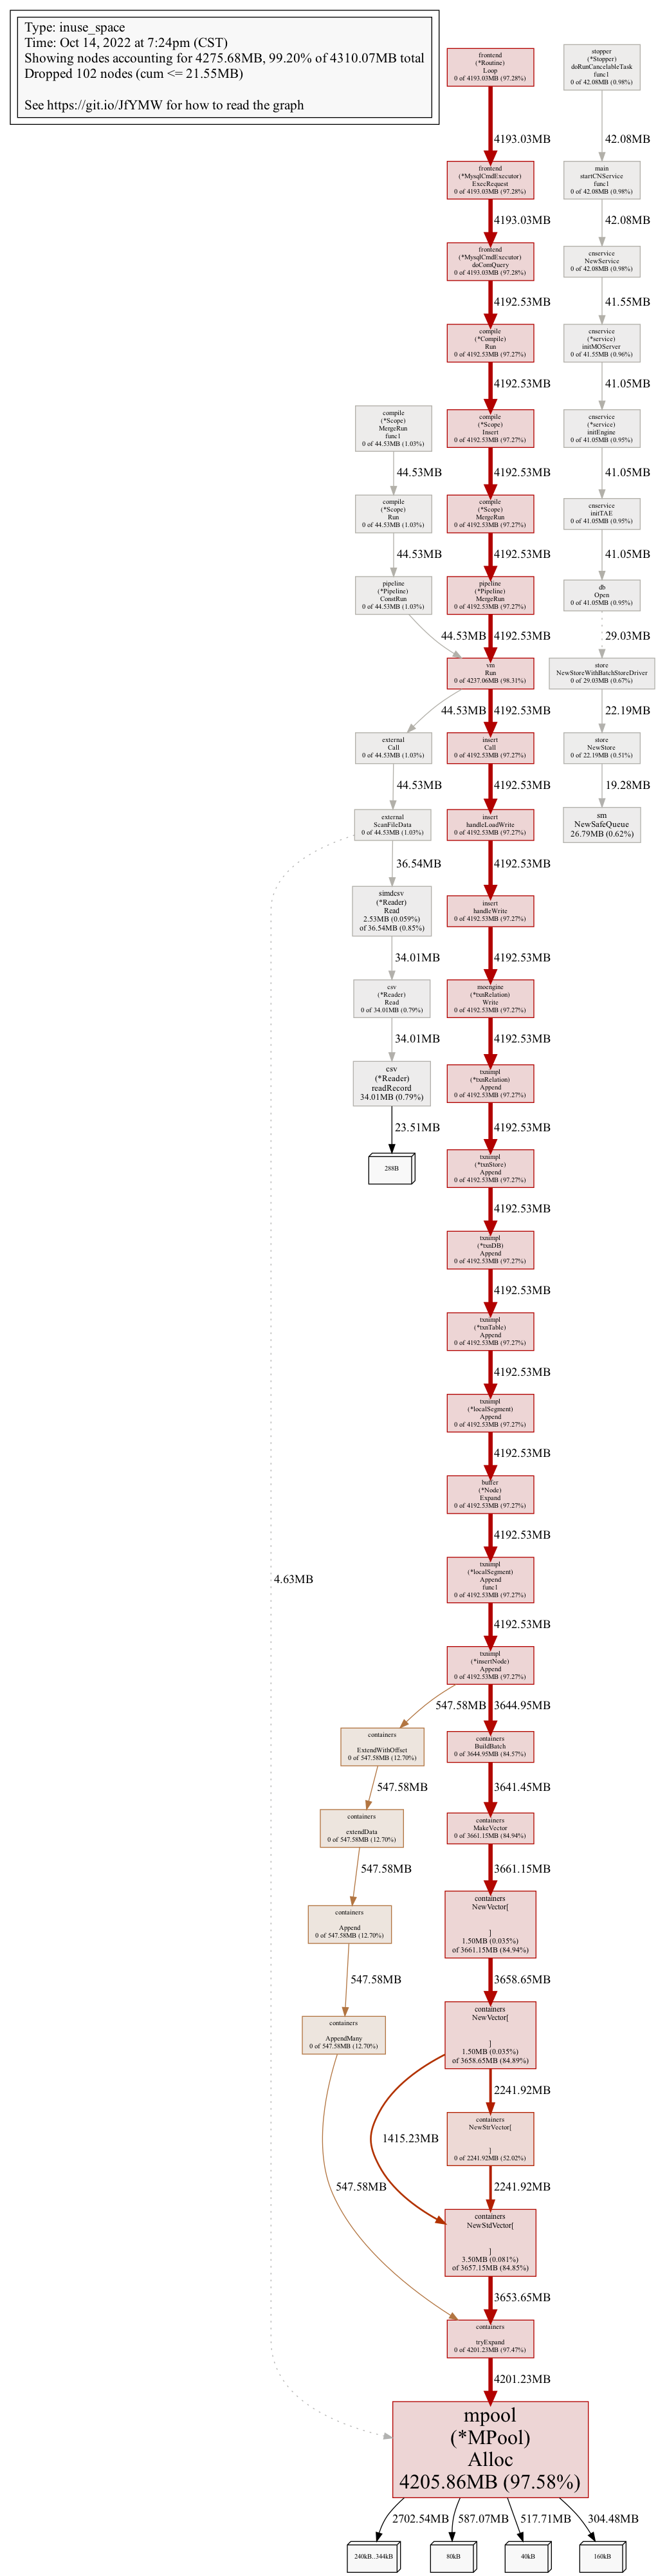 Type: inuse_space
Time: Oct 14, 2022 at 7:24pm (CST)
Showing nodes accounting for 4275.68MB, 99.20% of 4310.07MB total
Dropped 102 nodes (cum <= 21.55MB)
See https://git.io/JfYMW for how to read the graph
frontend
(*Routine)
Loop
0 of 4193.03MB (97.28%)
stopper
(*Stopper)
doRunCancelableTask
func1
0 of 42.08MB (0.98%)
4193.03MB
42.08MB
frontend
(*MysqlCmdExecutor)
ExecRequest
0 of 4193.03MB (97.28%)
main
startCNService
func1
0 of 42.08MB (0.98%)
4193.03MB
42.08MB
frontend
(*MysqlCmdExecutor)
doComQuery
0 of 4193.03MB (97.28%)
cnservice
NewService
0 of 42.08MB (0.98%)
4192.53MB
41.55MB
compile
(*Compile)
Run
0 of 4192.53MB (97.27%)
cnservice
(*service)
initMOServer
0 of 41.55MB (0.96%)
4192.53MB
41.05MB
compile
(*Scope)
MergeRun
func1
0 of 44.53MB (1.03%)
compile
(*Scope)
Insert
0 of 4192.53MB (97.27%)
cnservice
(*service)
initEngine
0 of 41.05MB (0.95%)
44.53MB
4192.53MB
41.05MB
compile
(*Scope)
Run
0 of 44.53MB (1.03%)
compile
(*Scope)
MergeRun
0 of 4192.53MB (97.27%)
cnservice
initTAE
0 of 41.05MB (0.95%)
44.53MB
4192.53MB
41.05MB
pipeline
(*Pipeline)
ConstRun
0 of 44.53MB (1.03%)
pipeline
(*Pipeline)
MergeRun
0 of 4192.53MB (97.27%)
db
Open
0 of 41.05MB (0.95%)
44.53MB
4192.53MB
29.03MB
vm
Run
0 of 4237.06MB (98.31%)
store
NewStoreWithBatchStoreDriver
0 of 29.03MB (0.67%)
44.53MB
4192.53MB
22.19MB
external
Call
0 of 44.53MB (1.03%)
insert
Call
0 of 4192.53MB (97.27%)
store
NewStore
0 of 22.19MB (0.51%)
44.53MB
4192.53MB
19.28MB
external
ScanFileData
0 of 44.53MB (1.03%)
insert
handleLoadWrite
0 of 4192.53MB (97.27%)
sm
NewSafeQueue
26.79MB (0.62%)
36.54MB
4192.53MB
simdcsv
(*Reader)
Read
2.53MB (0.059%)
of 36.54MB (0.85%)
insert
handleWrite
0 of 4192.53MB (97.27%)
34.01MB
4192.53MB
csv
(*Reader)
Read
0 of 34.01MB (0.79%)
moengine
(*txnRelation)
Write
0 of 4192.53MB (97.27%)
34.01MB
4192.53MB
csv
(*Reader)
readRecord
34.01MB (0.79%)
txnimpl
(*txnRelation)
Append
0 of 4192.53MB (97.27%)
23.51MB
4192.53MB
288B
txnimpl
(*txnStore)
Append
0 of 4192.53MB (97.27%)
4192.53MB
txnimpl
(*txnDB)
Append
0 of 4192.53MB (97.27%)
4192.53MB
txnimpl
(*txnTable)
Append
0 of 4192.53MB (97.27%)
4192.53MB
txnimpl
(*localSegment)
Append
0 of 4192.53MB (97.27%)
4192.53MB
buffer
(*Node)
Expand
0 of 4192.53MB (97.27%)
4192.53MB
4.63MB
txnimpl
(*localSegment)
Append
func1
0 of 4192.53MB (97.27%)
4192.53MB
txnimpl
(*insertNode)
Append
0 of 4192.53MB (97.27%)
547.58MB
3644.95MB
containers
ExtendWithOffset
0 of 547.58MB (12.70%)
containers
BuildBatch
0 of 3644.95MB (84.57%)
547.58MB
3641.45MB
containers
extendData
0 of 547.58MB (12.70%)
containers
MakeVector
0 of 3661.15MB (84.94%)
547.58MB
3661.15MB
containers
Append
0 of 547.58MB (12.70%)
containers
NewVector[
]
1.50MB (0.035%)
of 3661.15MB (84.94%)
547.58MB
3658.65MB
containers
AppendMany
0 of 547.58MB (12.70%)
containers
NewVector[
]
1.50MB (0.035%)
of 3658.65MB (84.89%)
2241.92MB
1415.23MB
containers
NewStrVector[
]
0 of 2241.92MB (52.02%)
547.58MB
2241.92MB
containers
NewStdVector[
]
3.50MB (0.081%)
of 3657.15MB (84.85%)
3653.65MB
containers
tryExpand
0 of 4201.23MB (97.47%)
4201.23MB
mpool
(*MPool)
Alloc
4205.86MB (97.58%)
2702.54MB
587.07MB
517.71MB
304.48MB
240kB..344kB
80kB
40kB
160kB